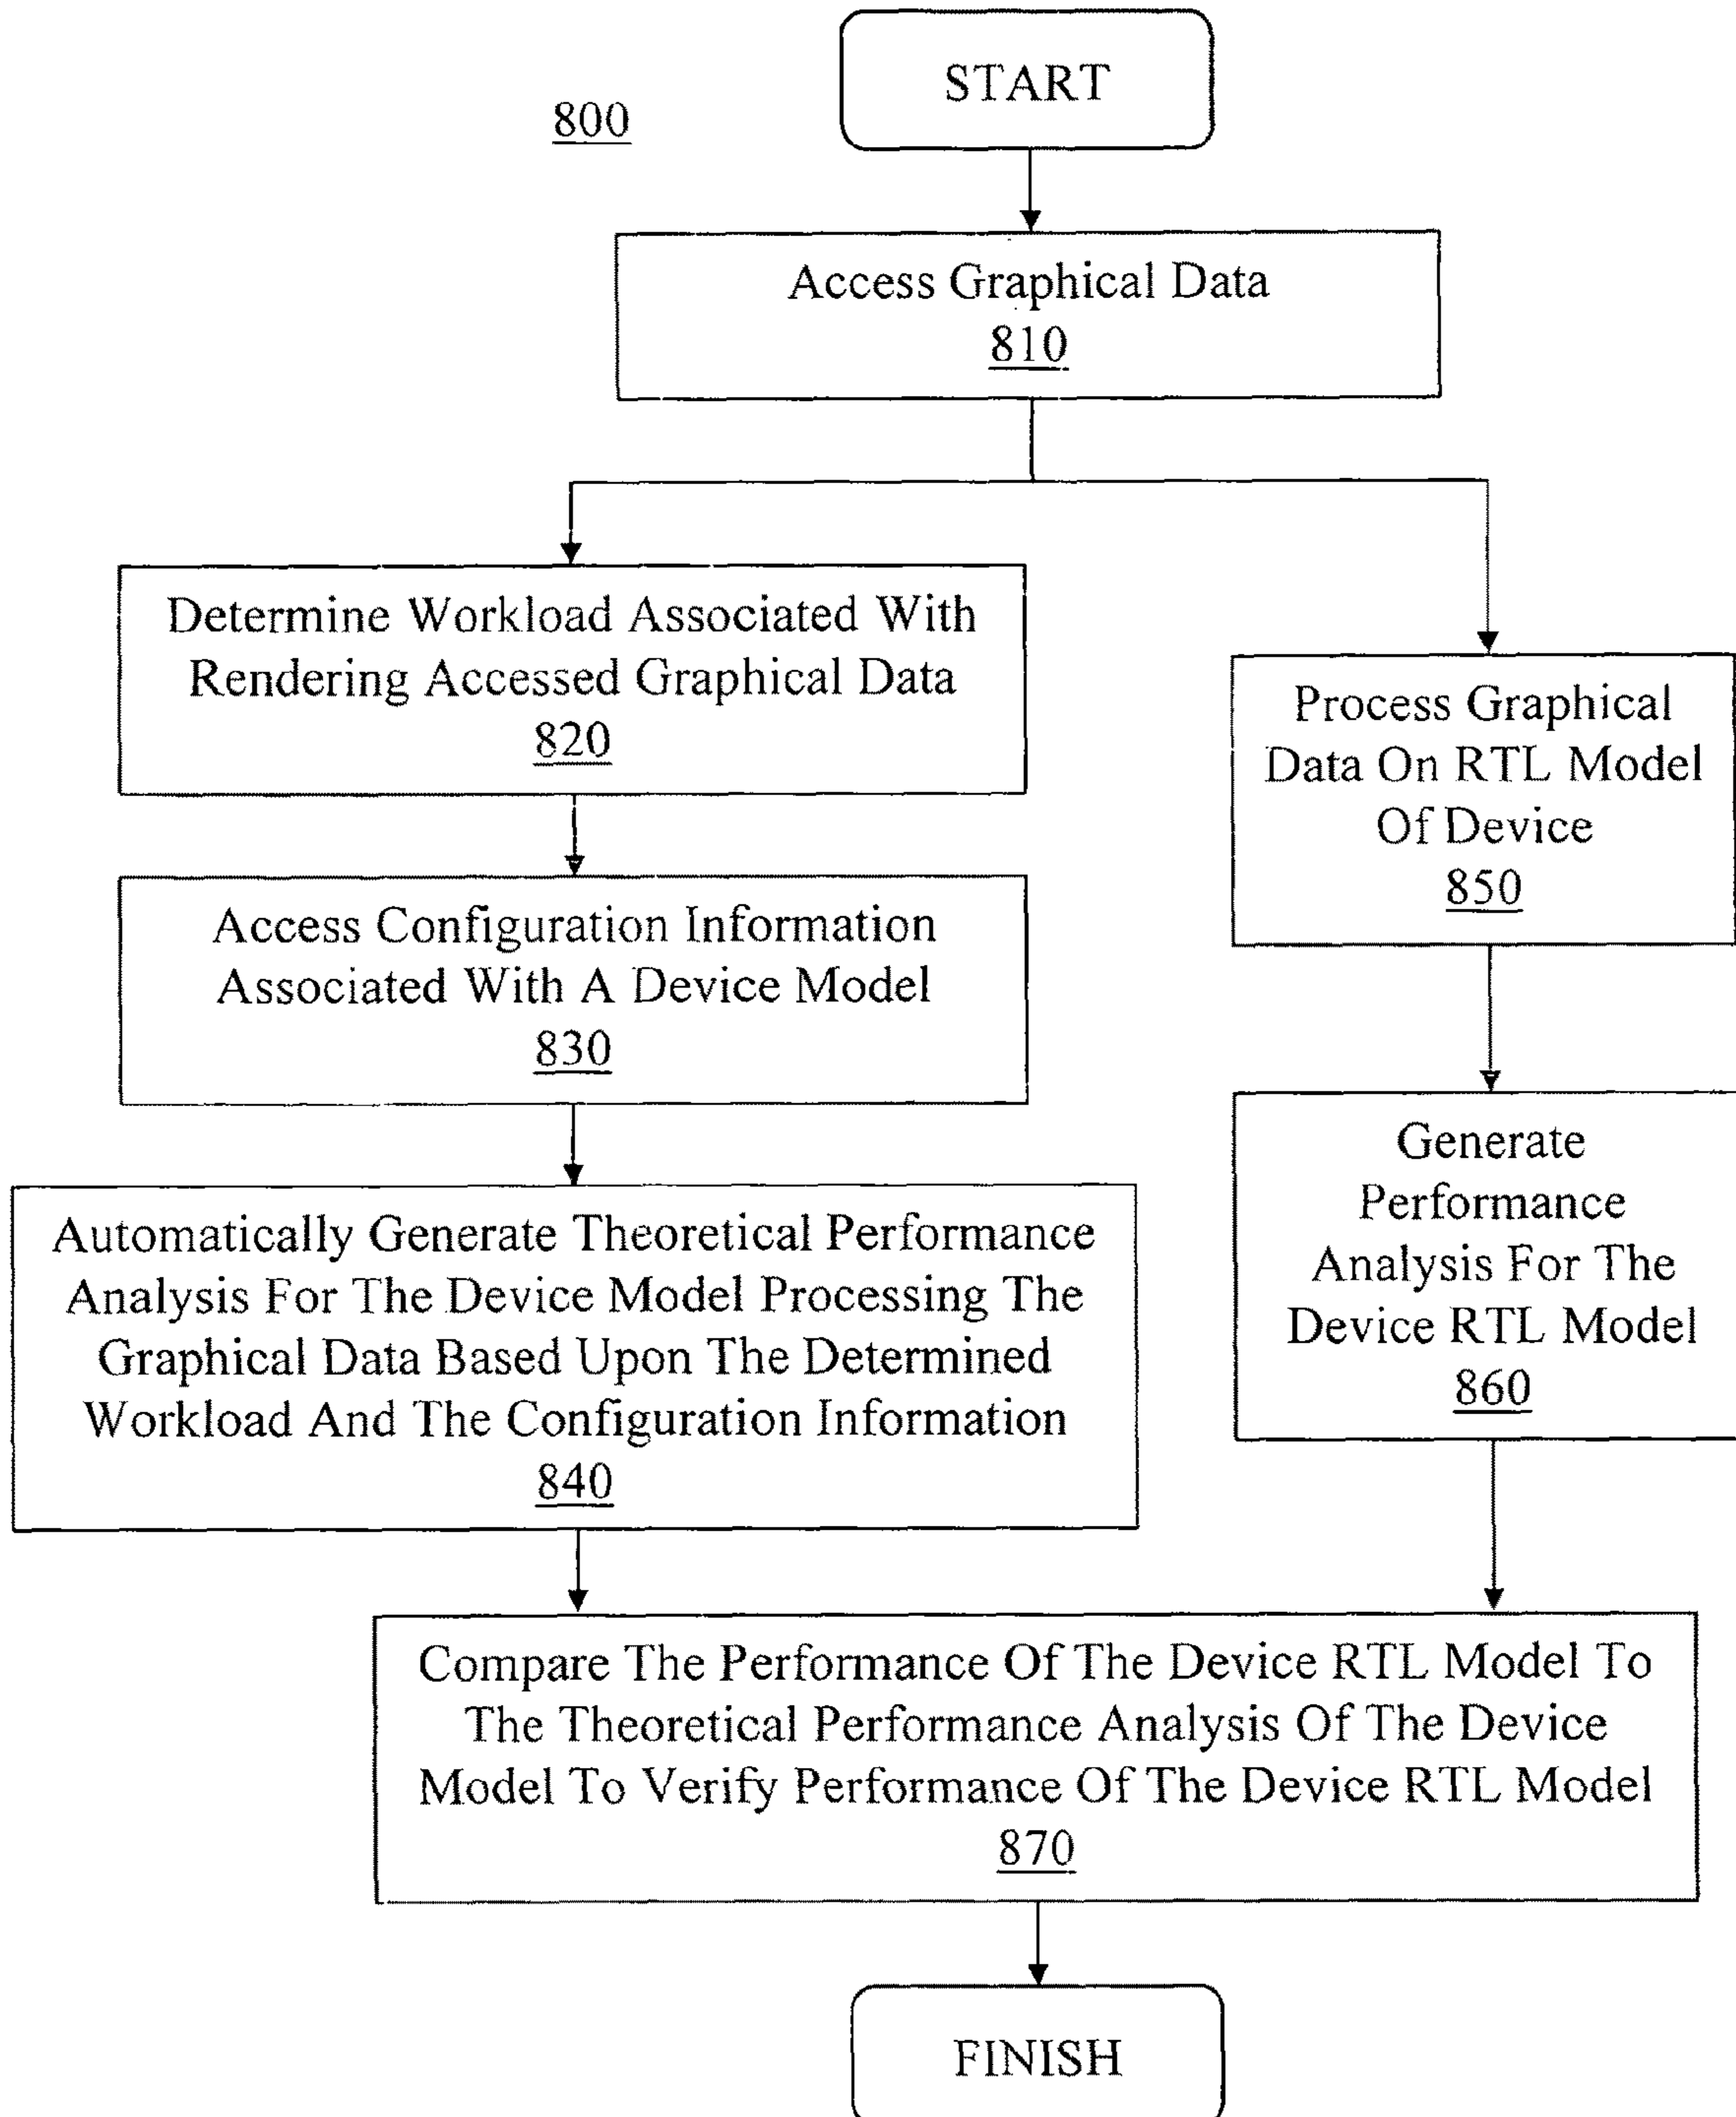 START
800
Access Graphical Data
810
Determine Workload Associated With
Rendering Accessed Graphical Data
820
Access Configuration Information
Associated With A Device Model
830
Automatically Generate Theoretical Performance
Analysis For The Device Model Processing The
Graphical Data Based Upon The Determined
Workload And The Configuration Information
840
Process Graphical
Data On RTL Model
Of Device
850
Generate
Performance
Analysis For The
Device RTL Model
860
Compare The Performance Of The Device RTL Model To
The Theoretical Performance Analysis Of The Device
Model To Verify Performance Of The Device RTL Model
870
FINISH